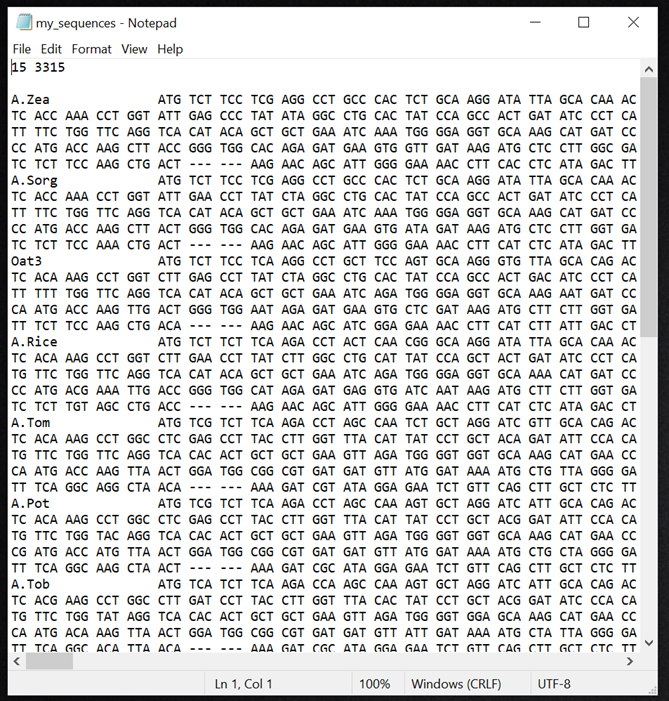 my_sequences - Notepad
File Edit Format View Help
15 3315
A.Zea ATG TCT TCC TCG AGG CCT GCC CAC TCT GCA AGG ATA TTA GCA CAA AC
TC ACC AAA CCT GGT ATT GAG CCC TAT ATA GGC CTG CAC TAT CCA GCC ACT GAT ATC CCT CA
TT TTC TGG TTC AGG TCA CAT ACA GCT GCT GAA ATC AAA TGG GGA GGT GCA AAG CAT GAT CC
CC ATG ACC AAG CTT ACC GGG TGG CAC AGA GAT GAA GTG GTT GAT AAG ATG CTC CTT GGC GA
TC TCT TCC AAG CTG ACT --- --- AAG AAC AGC ATT GGG GAA AAC CTT CAC CTC ATA GAC TT
A.Sorg ATG TCT TCC TCG AGG CCT GCC CAC TCT GCA AGG ATA TTA GCA CAA AC
TC ACC AAA CCT GGT ATT GAA CCT TAT CTA GGC CTG CAC TAT CCA GCC ACT GAT ATC CCT CA
TT TTC TGG TTC AGG TCA CAT ACA GCT GCT GAA ATC AAA TGG GGA GGT GCA AAG CAT GAT CC
CC ATG ACC AAG CTT ACT GGG TGG CAC AGA GAT GAA GTG ATA GAT AAG ATG CTC CTT GGT GA
TC TCT TCC AAA CTG ACT --- --- AAG AAC AGC ATT GGG GAA AAC CTT CAT CTC ATA GAC TT
Oat3 ATG TCT TCC TCA AGG CCT GCT TCC AGT GCA AGG GTG TTA GCA CAG AC
TC ACA AAG CCT GGT CTT GAG CCT TAT CTA GGC CTG CAC TAT CCA GCC ACT GAC ATC CCT CA
TT TTT TGG TTC AGG TCA CAT ACA GCT GCT GAA ATC AGA TGG GGA GGT GCA AAG AAT GAT CC
CA ATG ACC AAG TTG ACT GGG TGG AAT AGA GAT GAA GTG CTC GAT AAG ATG CTT CTT GGT GA
TT TCT TCC AAG CTG ACA --- --- AAG AAC AGC ATC GGA GAA AAC CTT CAT CTT ATT GAC CT
A.Rice ATG TCT TCT TCA AGA CCT ACT CAA CGG GCA AGG ATA TTA GCA CAA AC
TC ACA AAG CCT GGT CTT GAA CCT TAT CTT GGC CTG CAT TAT CCA GCT ACT GAT ATC CCT CA
TG TTC TGG TTC AGG TCA CAT ACA GCT GCT GAA ATC AGA TGG GGA GGT GCA AAA CAT GAT CC
CC ATG ACG AAA TTG ACC GGG TGG CAT AGA GAT GAG GTG ATC AAT AAG ATG CTT CTT GGT GA
TC TCT TGT AGC CTG ACC --- --- AAG AAC AGC ATT GGG GAA AAC CTT CAT CTC ATA GAC CT
A.Tom ATG TCG TCT TCA AGA CCT AGC CAA TCT GCT AGG ATC GTT GCA CAG AC
TC ACA AAG CCT GGC CTC GAG CCT TAC CTT GGT TTA CAT TAT CCT GCT ACA GAT ATT CCA CA
TG TTC TGG TTC AGG TCA CAC ACT GCT GCT GAA GTT AGA TGG GGT GGT GCA AAG CAT GAA CC
CA ATG ACC AAG TTA ACT GGA TGG CGG CGT GAT GAT GTT ATG GAT AAA ATG CTG TTA GGG GA
TT TCA GGC AGG CTA ACA --- --- AAA GAT CGT ATA GGA GAA TCT GTT CAG CTT GCT CTC TT
A.Pot ATG TCG TCT TCA AGA CCT AGC CAA AGT GCT AGG ATC ATT GCA CAG AC
TC ACA AAG CCT GGC CTC GAG CCT TAC CTT GGT TTA CAT TAT CCT GCT ACG GAT ATT CCA CA
TG TTC TGG TAC AGG TCA CAC ACT GCT GCT GAA GTT AGA TGG GGT GGT GCA AAG CAT GAA CC
CG ATG ACC ATG TTA ACT GGA TGG CGG CGT GAT GAT GTT ATG GAT AAA ATG CTG CTA GGG GA
TT TCA GGC AAG CTA ACT --- --- AAA GAT CGC ATA GGA GAA TCT GTT CAG CTT GCT CTC TT
A.Tob ATG TCA TCT TCA AGA CCA AGC CAA AGT GCT AGG ATC ATT GCA CAG AC
TC ACG AAG CCT GGC CTT GAT CCT TAC CTT GGT TTA CAC TAT CCT GCT ACG GAT ATC CCA CA
TG TTC TGG TAT AGG TCA CAC ACT GCT GCT GAA GTT AGA TGG GGT GGA GCA AAG CAT GAA CC
CA ATG ACA AAG TTA ACT GGA TGG CGG CGT GAT GAT GTT ATT GAT AAA ATG CTA TTA GGG GA
TT TCA GGC ACA TTA ACA --- --- AAA GAT CGC ATA GGA GAA TCT GTT CAG CTT GCT CTC TT
Ln 1, Col 1 100% Windows (CRLF) UTF-8